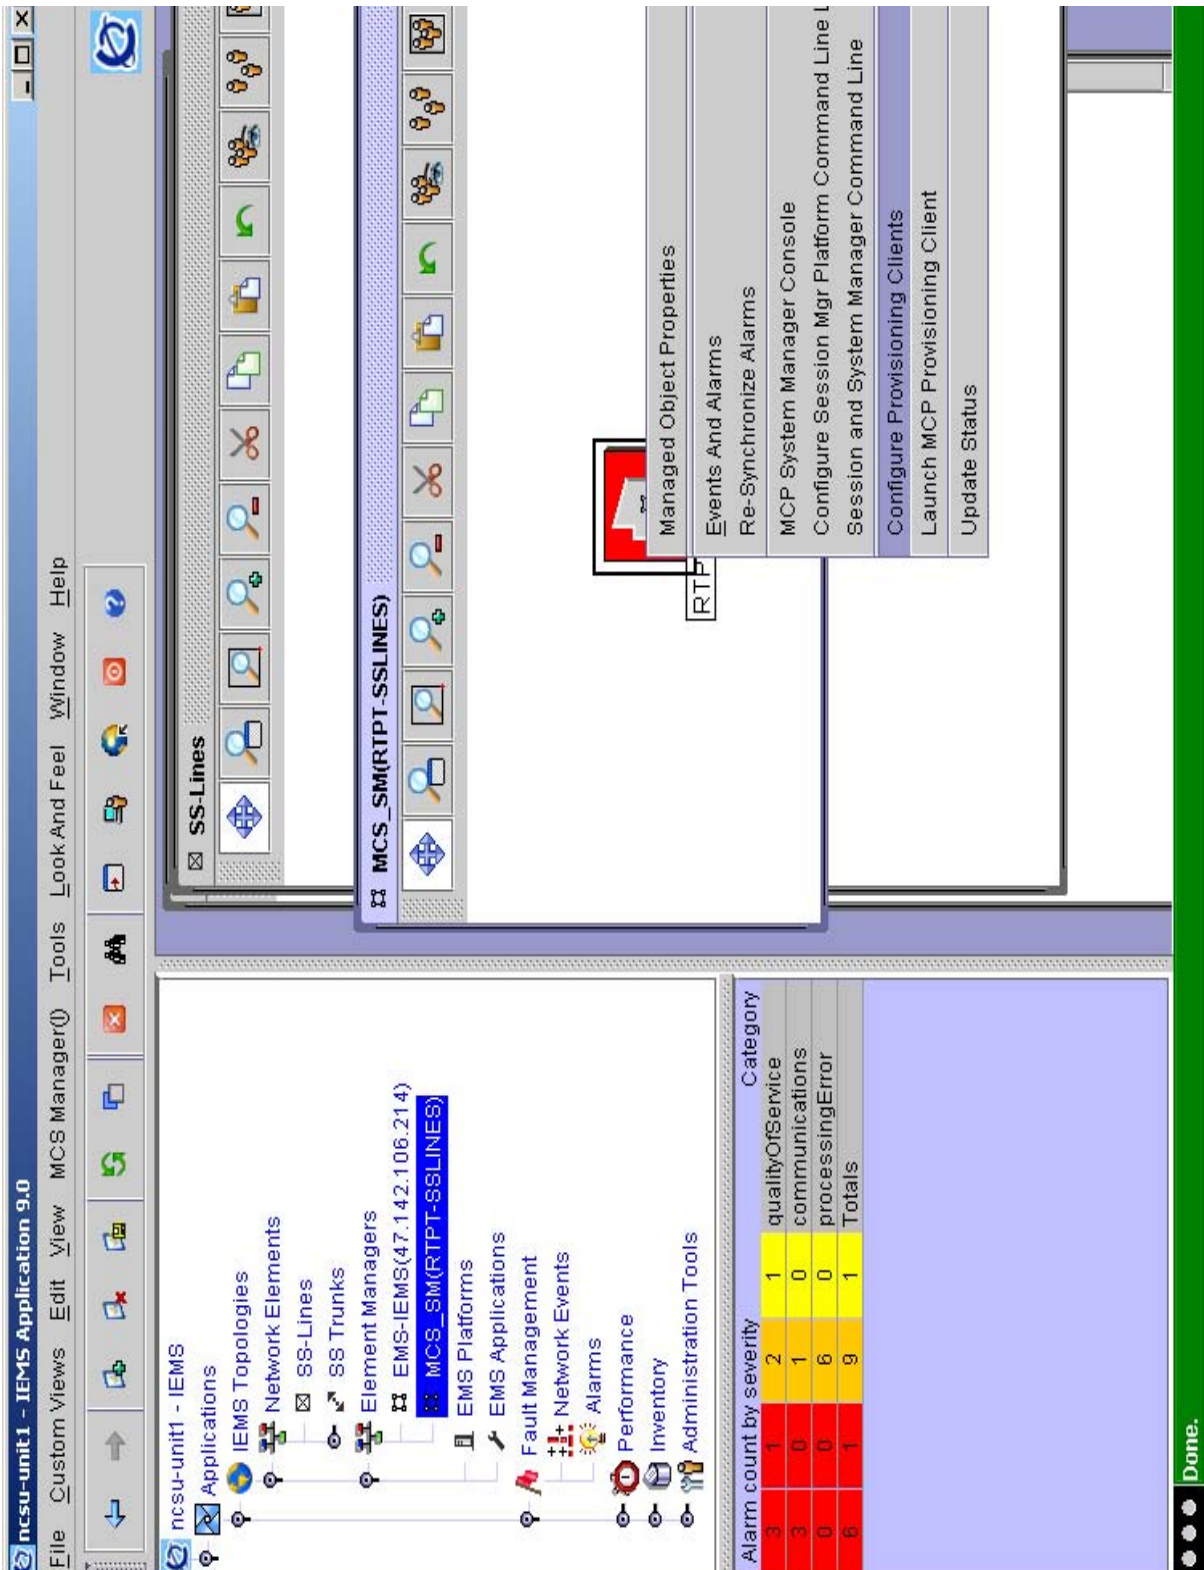 ncsu-unit1 - IEMS Application 9.0
File Custom Views Edit View MCS Manager(I) Tools Look And Feel Window Help
ncsu-unit1 - IEMS
Applications
IEMS Topologies
Network Elements
SS-Lines
SS Trunks
Element Managers
EMS-IEMS(47.142.106.214)
MCS_SM(RTPT-SSLINES)
EMS Platforms
EMS Applications
Fault Management
Network Events
Alarms
Performance
Inventory
Administration Tools
Alarm count by severity Category
3 1 2 1 qualityOfService
3 0 1 0 communications
0 0 6 0 processingError
6 1 9 1 Totals
SS-Lines
MCS_SM(RTPT-SSLINES)
RTP
Managed Object Properties
Events And Alarms
Re-Synchronize Alarms
MCP System Manager Console
Configure Session Mgr Platform Command Line L
Session and System Manager Command Line
Configure Provisioning Clients
Launch MCP Provisioning Client
Update Status
Done.